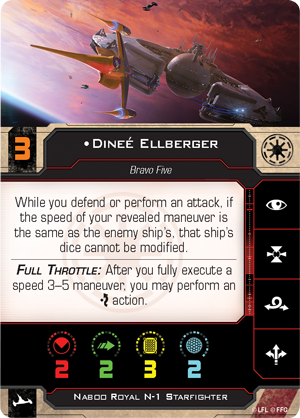 3
•Dineé Ellberger
Bravo Five
While you defend or perform an attack, if
the speed of your revealed maneuver is
the same as the enemy ship's, that ship's
dice cannot be modified.
Full Throttle: After you fully execute a
speed 3–5 maneuver, you may perform an
action.
2 2 3 2
Naboo Royal N-1 Starfighter
©LFL ©FFG